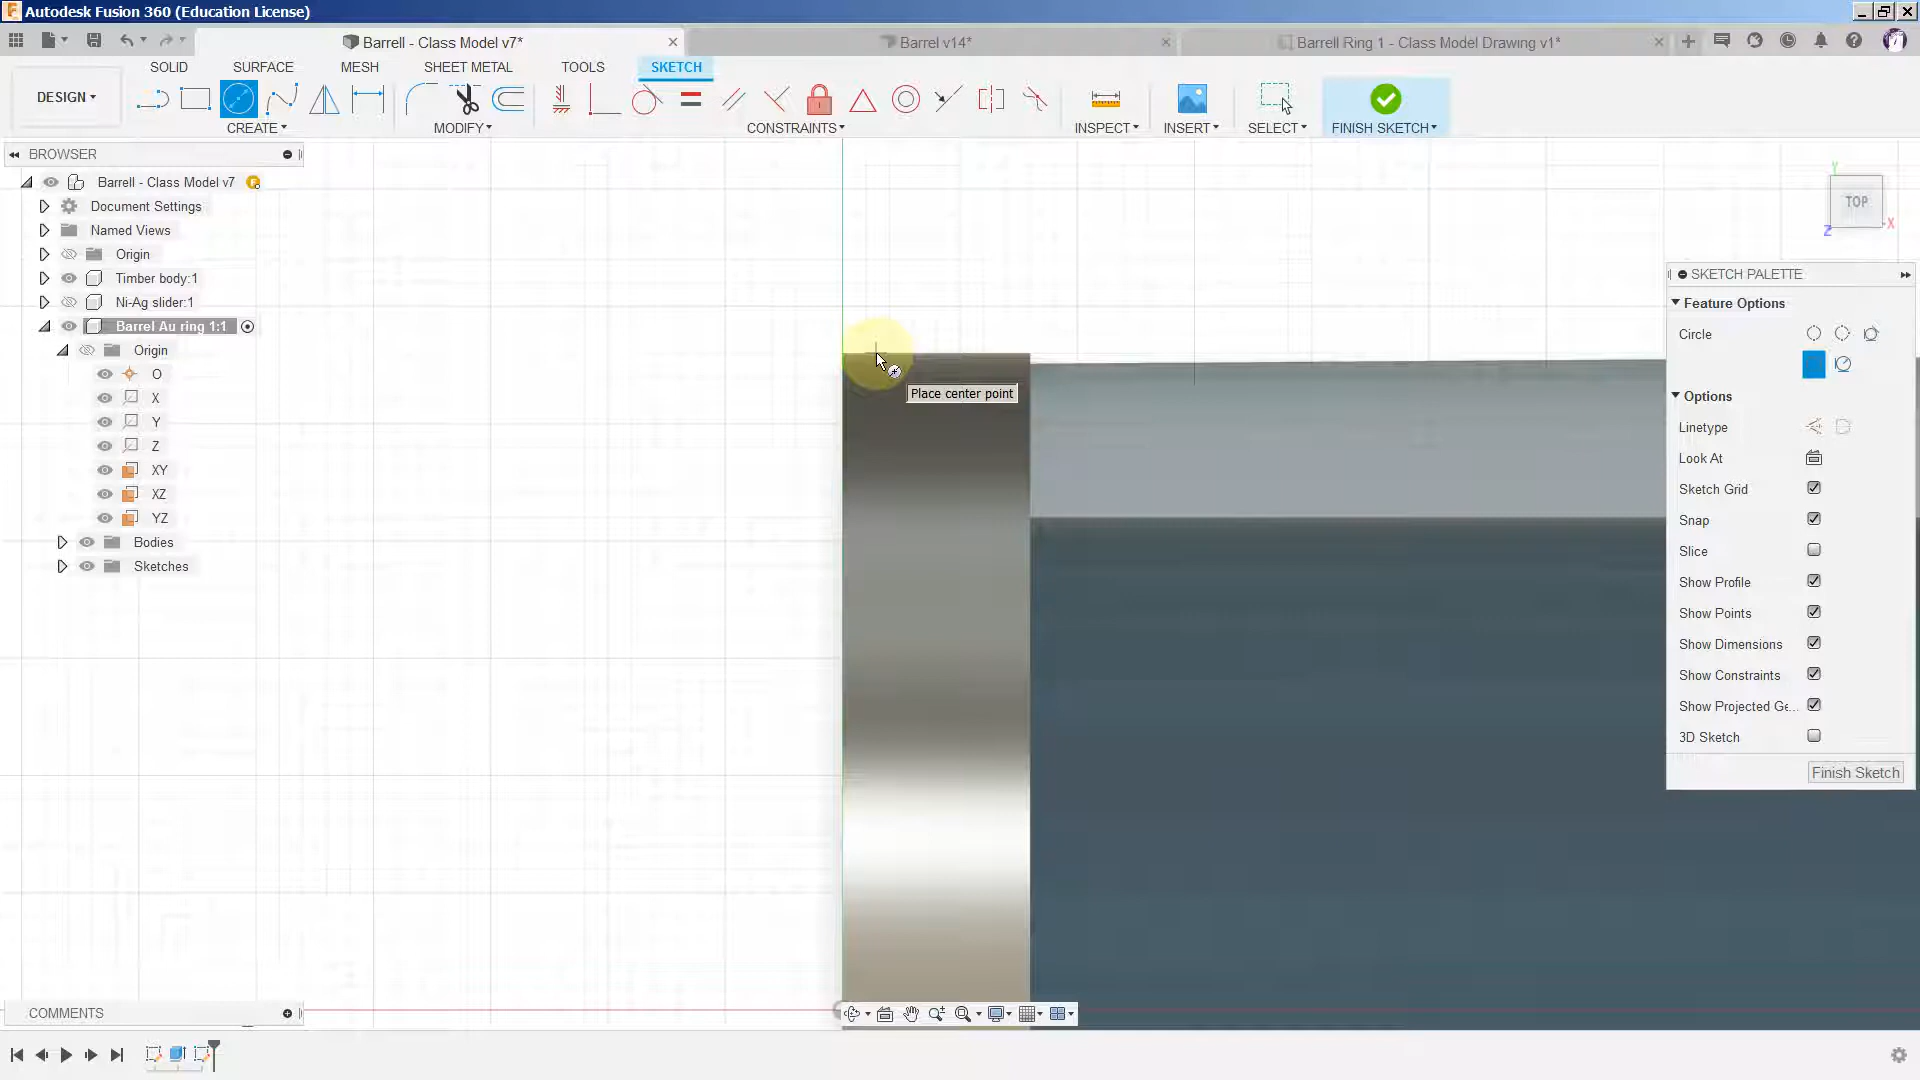 Autodesk Fusion 360 (Education License)
Barrell - Class Model v7*
Barrel v14*
Barrell Ring 1 - Class Model Drawing v1*
DESIGN
SOLID
SURFACE
MESH
SHEET METAL
TOOLS
SKETCH
CREATE
MODIFY
CONSTRAINTS
INSPECT
INSERT
SELECT
FINISH SKETCH
BROWSER
Barrell - Class Model v7
Document Settings
Named Views
Origin
Timber body:1
Ni-Ag slider:1
Barrel Au ring 1:1
Origin
O
X
Y
Z
XY
XZ
YZ
Bodies
Sketches
Place center point
Y
TOP
X
Z
SKETCH PALETTE
Feature Options
Circle
Options
Linetype
Look At
Sketch Grid
Snap
Slice
Show Profile
Show Points
Show Dimensions
Show Constraints
Show Projected Ge...
3D Sketch
Finish Sketch
COMMENTS